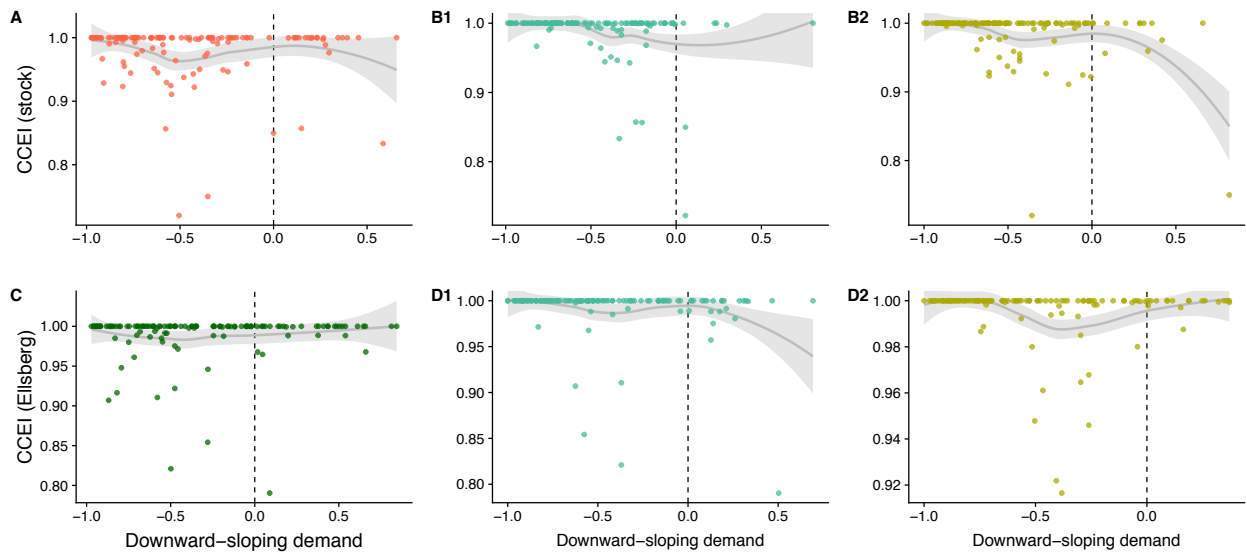 A
B1
B2
CCEI (stock)
1.0
0.9
0.8
−1.0 −0.5 0.0 0.5
1.0
0.9
0.8
−1.0 −0.5 0.0 0.5
1.0
0.9
0.8
−1.0 −0.5 0.0 0.5
C
D1
D2
CCEI (Ellsberg)
1.00
0.95
0.90
0.85
0.80
−1.0 −0.5 0.0 0.5
Downward−sloping demand
1.00
0.95
0.90
0.85
0.80
−1.0 −0.5 0.0 0.5
Downward−sloping demand
1.00
0.98
0.96
0.94
0.92
−1.0 −0.5 0.0
Downward−sloping demand